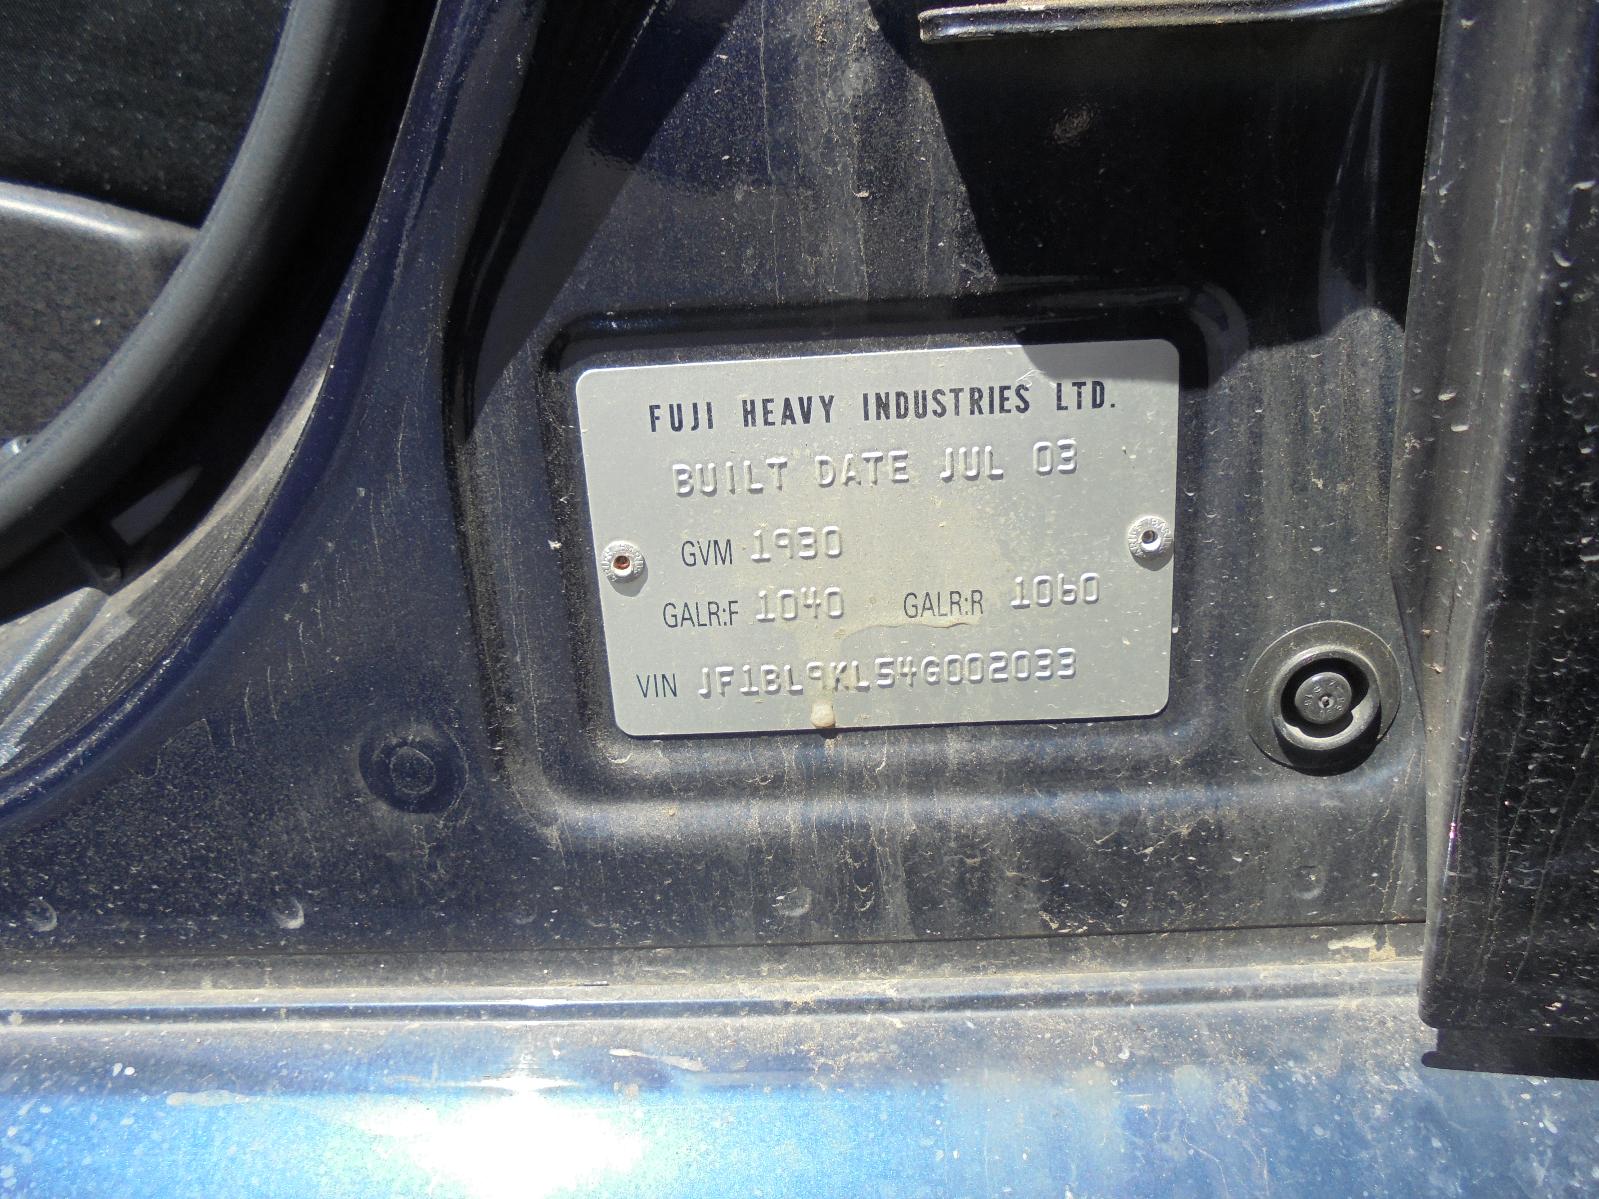 FUJI HEAVY INDUSTRIES LTD.
BUILT DATE JUL 03
GVM 1930
GALR:F 1040 GALR:R 1060
VIN JF1BL9KL54G002033